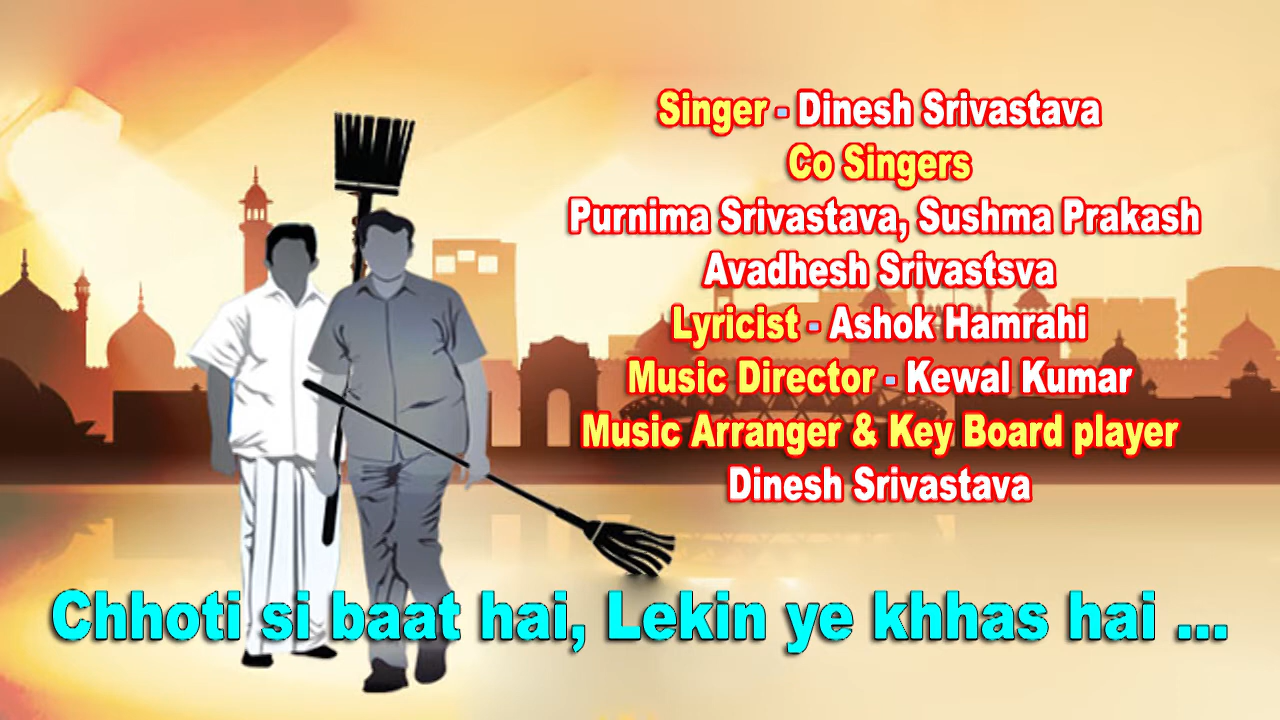 Singer - Dinesh Srivastava
Co Singers
Purnima Srivastava, Sushma Prakash
Avadhesh Srivastsva
Lyricist - Ashok Hamrahi
Music Director - Kewal Kumar
Music Arranger & Key Board player
Dinesh Srivastava
Chhoti si baat hai, Lekin ye khhas hai ...